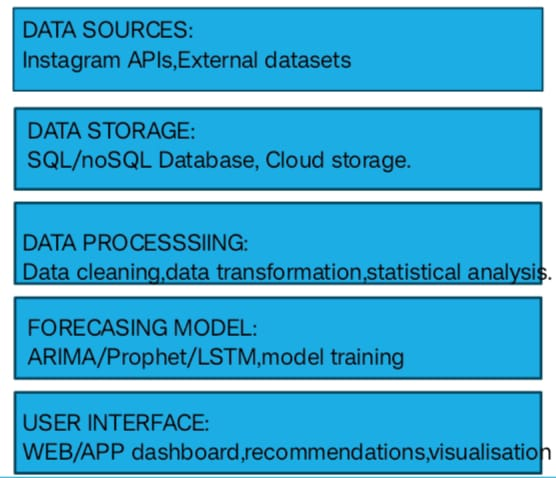 DATA SOURCES:
Instagram APIs,External datasets
DATA STORAGE:
SQL/noSQL Database, Cloud storage.
DATA PROCESSSIING:
Data cleaning,data transformation,statistical analysis.
FORECASING MODEL:
ARIMA/Prophet/LSTM,model training
USER INTERFACE:
WEB/APP dashboard,recommendations,visualisation